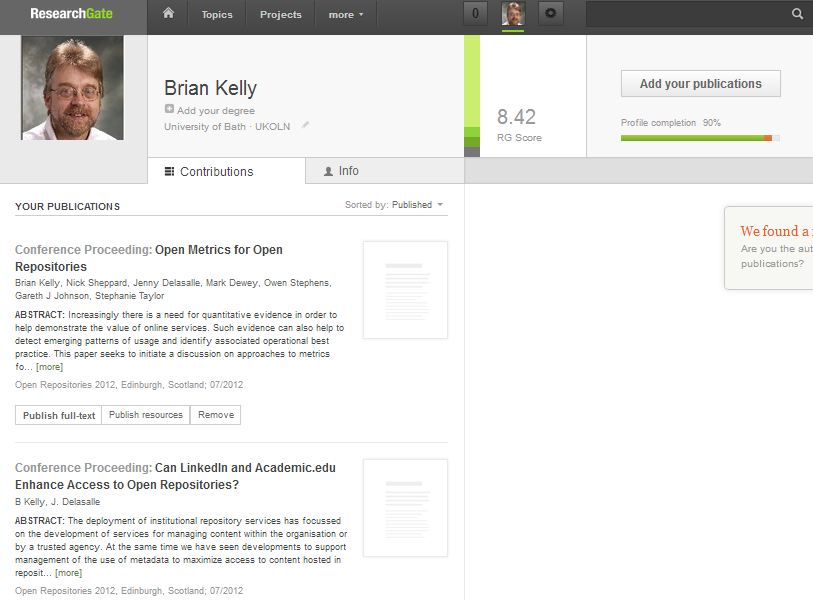 ResearchGate
Topics
Projects
more
0
Brian Kelly
Add your degree
University of Bath · UKOLN
8.42
RG Score
Add your publications
Profile completion 90%
Contributions
Info
YOUR PUBLICATIONS
Sorted by: Published
Conference Proceeding: Open Metrics for Open
Repositories
Brian Kelly, Nick Sheppard, Jenny Delasalle, Mark Dewey, Owen Stephens,
Gareth J Johnson, Stephanie Taylor
ABSTRACT: Increasingly there is a need for quantitative evidence in order to
help demonstrate the value of online services. Such evidence can also help to
detect emerging patterns of usage and identify associated operational best
practice. This paper seeks to initiate a discussion on approaches to metrics
fo... [more]
Open Repositories 2012, Edinburgh, Scotland; 07/2012
Publish full-text
Publish resources
Remove
We found a
Are you the aut
publications?
Conference Proceeding: Can LinkedIn and Academic.edu
Enhance Access to Open Repositories?
B Kelly, J. Delasalle
ABSTRACT: The deployment of institutional repository services has focussed
on the development of services for managing content within the organisation or
by a trusted agency. At the same time we have seen developments to support
management of the use of metadata to maximize access to content hosted in
reposit... [more]
Open Repositories 2012, Edinburgh, Scotland; 07/2012